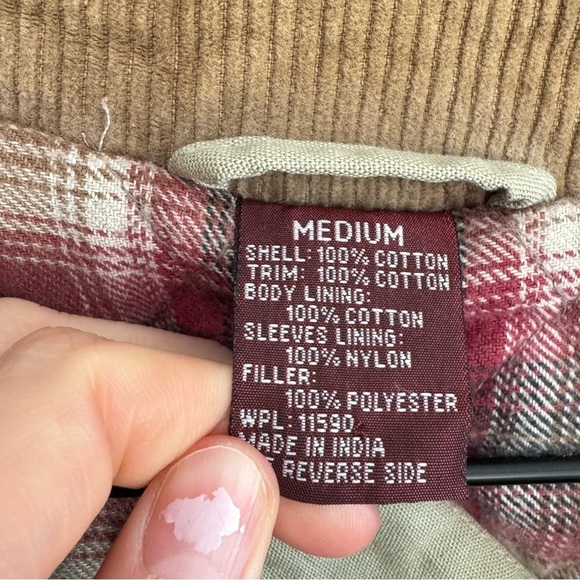 MEDIUM
SHELL: 100% COTTON
TRIM: 100% COTTON
BODY LINING:
100% COTTON
SLEEVES LINING:
100% NYLON
FILLER:
100% POLYESTER
WPL: 11590
MADE IN INDIA
REVERSE SIDE